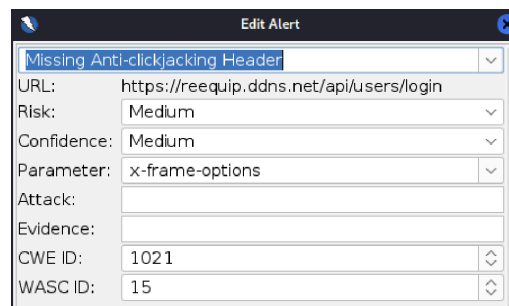 Edit Alert
Missing Anti-clickjacking Header
URL: https://reequip.ddns.net/api/users/login
Risk: Medium
Confidence: Medium
Parameter: x-frame-options
Attack:
Evidence:
CWE ID: 1021
WASC ID: 15